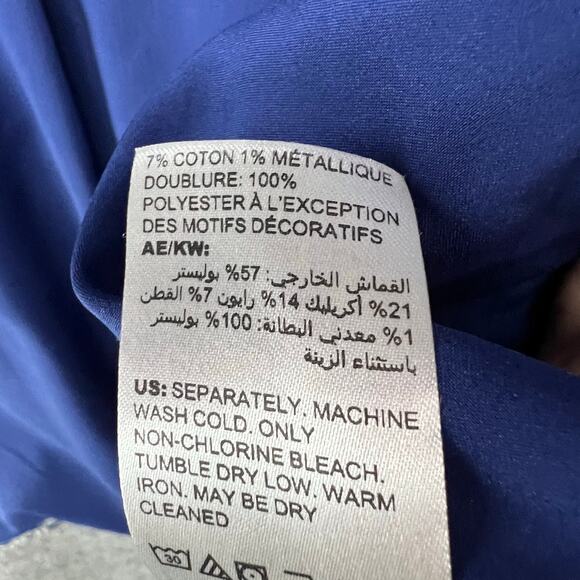 7% COTON 1% MÉTALLIQUE
DOUBLURE: 100%
POLYESTER À L'EXCEPTION
DES MOTIFS DÉCORATIFS
AE/KW:
القماش الخارجي: 57% بوليستر
21% أكريليك 14% رايون 7% القطن
1% معدني البطانة: 100% بوليستر
باستثناء الزينة
US: SEPARATELY. MACHINE
WASH COLD. ONLY
NON-CHLORINE BLEACH.
TUMBLE DRY LOW. WARM
IRON. MAY BE DRY
CLEANED
30